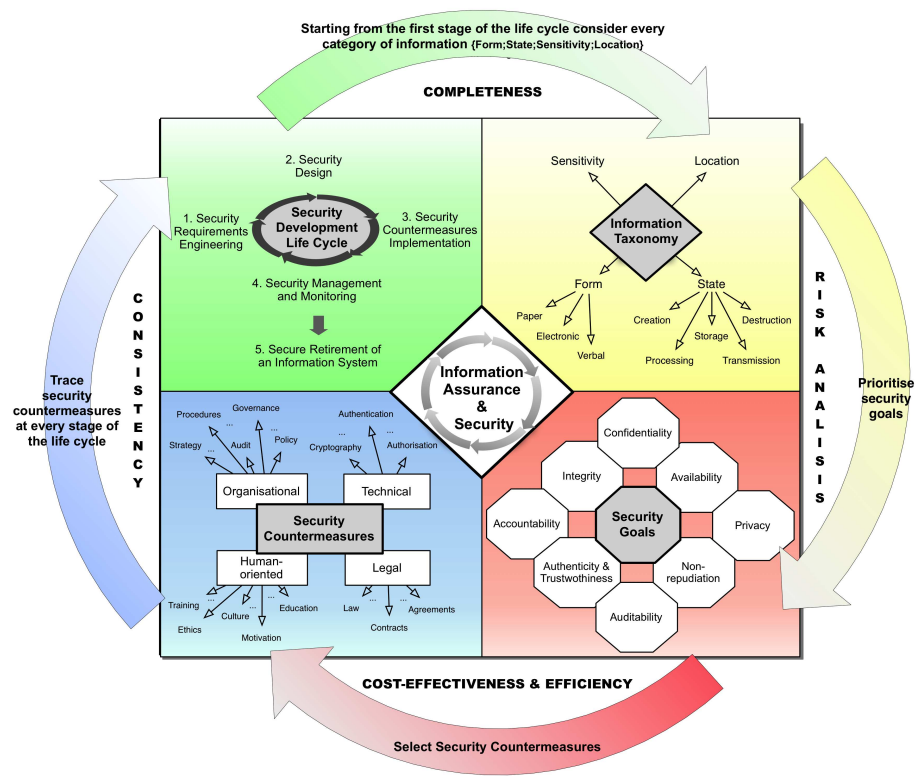 Starting from the first stage of the life cycle consider every
category of information {Form;State;Sensitivity;Location}
COMPLETENESS
2. Security
Design
1. Security
Requirements
Engineering
Security
Development
Life Cycle
3. Security
Countermeasures
Implementation
4. Security Management
and Monitoring
5. Secure Retirement of
an Information System
Sensitivity
Location
Information
Taxonomy
Form
State
Paper
Electronic
Verbal
Creation
Processing
Storage
Transmission
Destruction
RISK ANALISIS
Prioritise
security
goals
CONSISTENCY
Trace
security
countermeasures
at every stage of
the life cycle
Information
Assurance
&
Security
Procedures
...
Governance
...
Strategy
Audit
Policy
Organisational
Authentication
...
...
Cryptography
Authorisation
Technical
Security
Countermeasures
Human-
oriented
Legal
Training
...
Culture
...
Education
Ethics
Motivation
Law
...
...
Agreements
Contracts
Confidentiality
Integrity
Availability
Accountability
Security
Goals
Privacy
Authenticity &
Trustwothiness
Non-
repudiation
Auditability
COST-EFFECTIVENESS & EFFICIENCY
Select Security Countermeasures